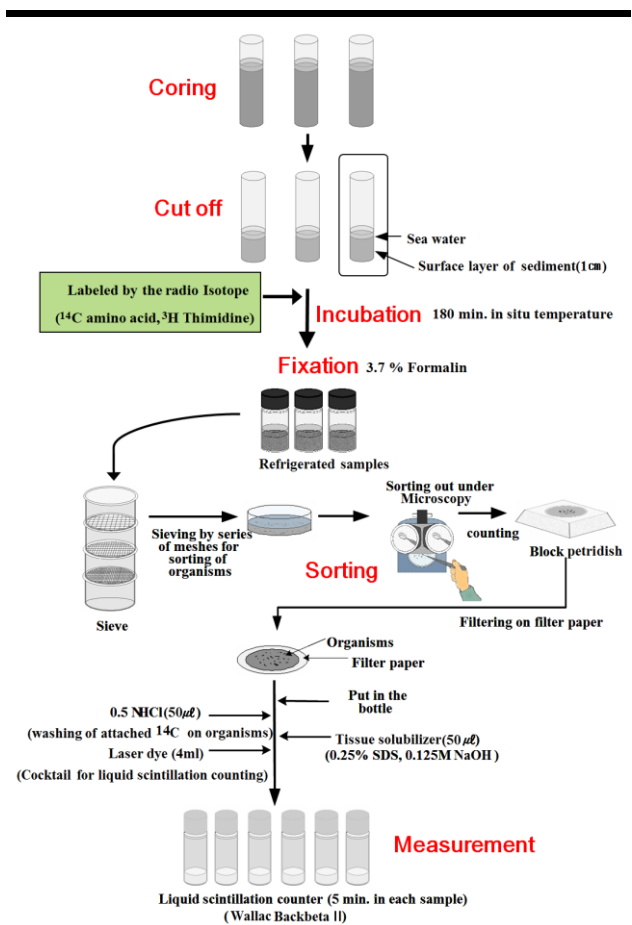 Coring
Cut off
Sea water
Surface layer of sediment(1㎝)
Labeled by the radio Isotope
(¹⁴C amino acid, ³H Thimidine)
Incubation 180 min. in situ temperature
Fixation 3.7 % Formalin
Refrigerated samples
Sorting out under
Microscopy
Sieving by series
of meshes for
sorting of
organisms
counting
Block petridish
Sorting
Sieve
Filtering on filter paper
Organisms
Filter paper
Put in the
bottle
0.5 NHCl(50㎕)
(washing of attached ¹⁴C on organisms)
Tissue solubilizer(50㎕)
(0.25% SDS, 0.125M NaOH )
Laser dye (4ml)
(Cocktail for liquid scintillation counting)
Measurement
Liquid scintillation counter (5 min. in each sample)
(Wallac Backbeta II)